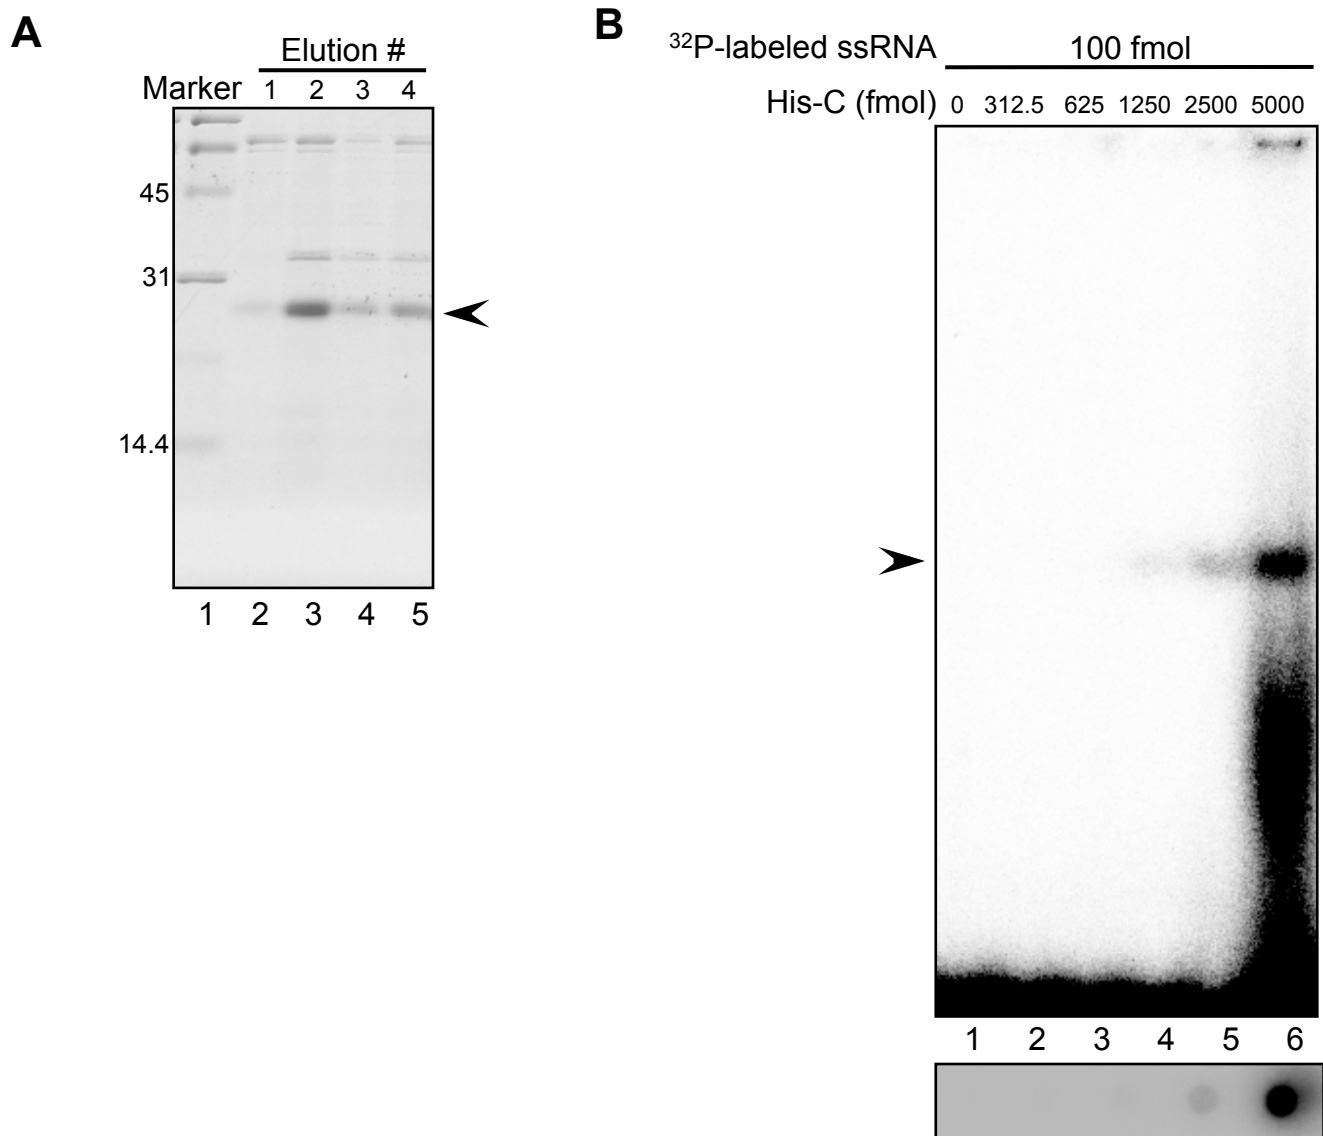 A
Elution #
Marker 1 2 3 4
45
31
14.4
1 2 3 4 5
B
32P-labeled ssRNA 100 fmol
His-C (fmol) 0 312.5 625 1250 2500 5000
1 2 3 4 5 6